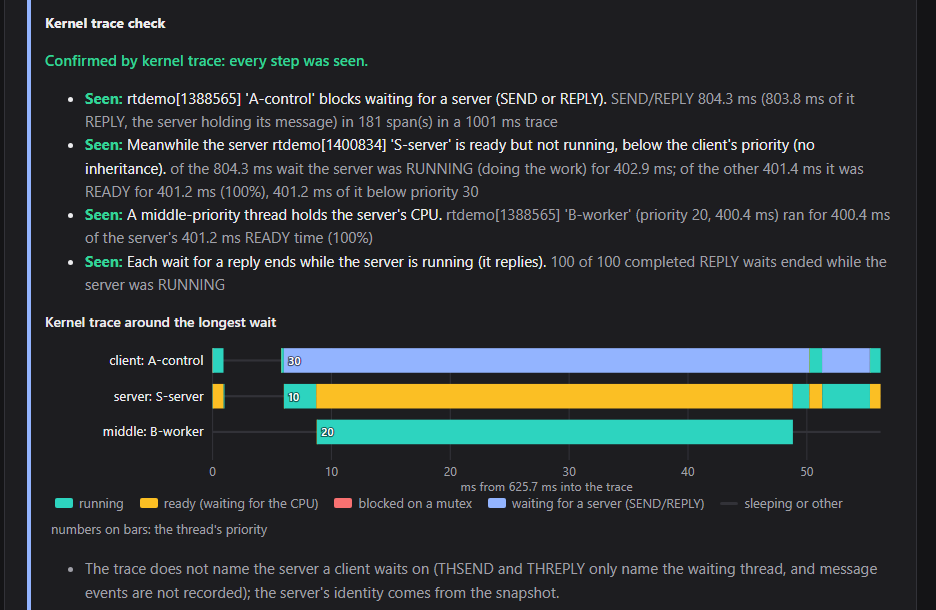 Kernel trace check
Confirmed by kernel trace: every step was seen.
• Seen: rtdemo[1388565] 'A-control' blocks waiting for a server (SEND or REPLY). SEND/REPLY 804.3 ms (803.8 ms of it
REPLY, the server holding its message) in 181 span(s) in a 1001 ms trace
• Seen: Meanwhile the server rtdemo[1400834] 'S-server' is ready but not running, below the client's priority (no
inheritance). of the 804.3 ms wait the server was RUNNING (doing the work) for 402.9 ms; of the other 401.4 ms it was
READY for 401.2 ms (100%), 401.2 ms of it below priority 30
• Seen: A middle-priority thread holds the server's CPU. rtdemo[1388565] 'B-worker' (priority 20, 400.4 ms) ran for 400.4 ms
of the server's 401.2 ms READY time (100%)
• Seen: Each wait for a reply ends while the server is running (it replies). 100 of 100 completed REPLY waits ended while the
server was RUNNING
Kernel trace around the longest wait
client: A-control 30
server: S-server 10
middle: B-worker 20
0 10 20 30 40 50
ms from 625.7 ms into the trace
running ready (waiting for the CPU) blocked on a mutex waiting for a server (SEND/REPLY) sleeping or other
numbers on bars: the thread's priority
• The trace does not name the server a client waits on (THSEND and THREPLY only name the waiting thread, and message
events are not recorded); the server's identity comes from the snapshot.